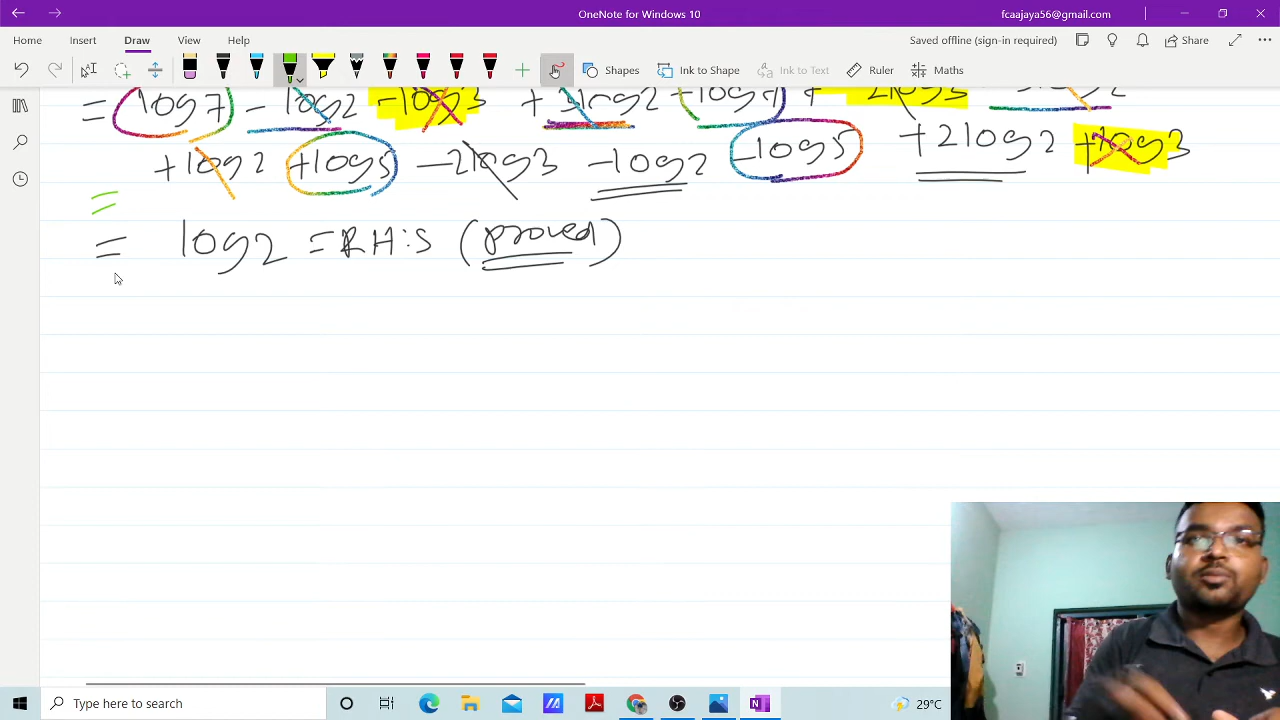 OneNote for Windows 10
fcaajaya56@gmail.com
Home Insert Draw View Help
Saved offline (sign-in required) Share
Shapes Ink to Shape Ink to Text Ruler Maths
= log7 - log2 - log3 + 3log2 - log7 + 2log3
+ log2 + log5 - 2log3 - log2 - log5 + 2log2 + log3
=
= log2 = RH:S (proved)
Type here to search
29°C